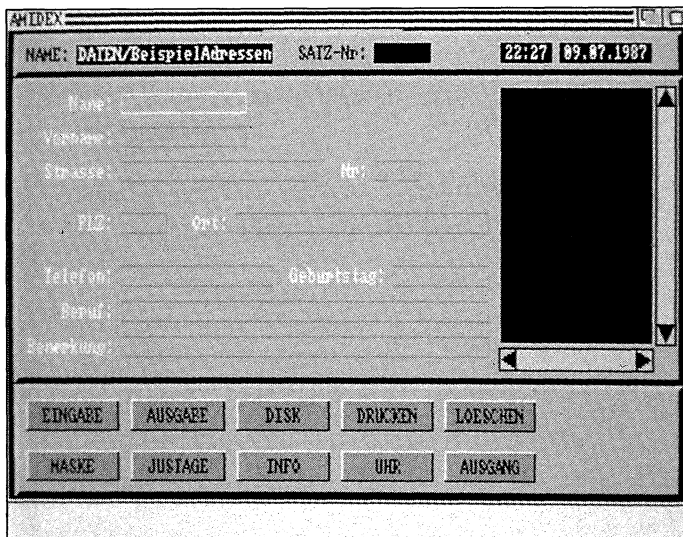 AMIDEX
NAME: DATEN/BeispielAdressen SATZ-Nr: 22:27 09.07.1987
Name:
Vorname:
Strasse: Nr:
PLZ: Ort:
Telefon: Geburtstag:
Beruf:
Bemerkung:
EINGABE AUSGABE DISK DRUCKEN LOESCHEN
MASKE JUSTAGE INFO UHR AUSGANG